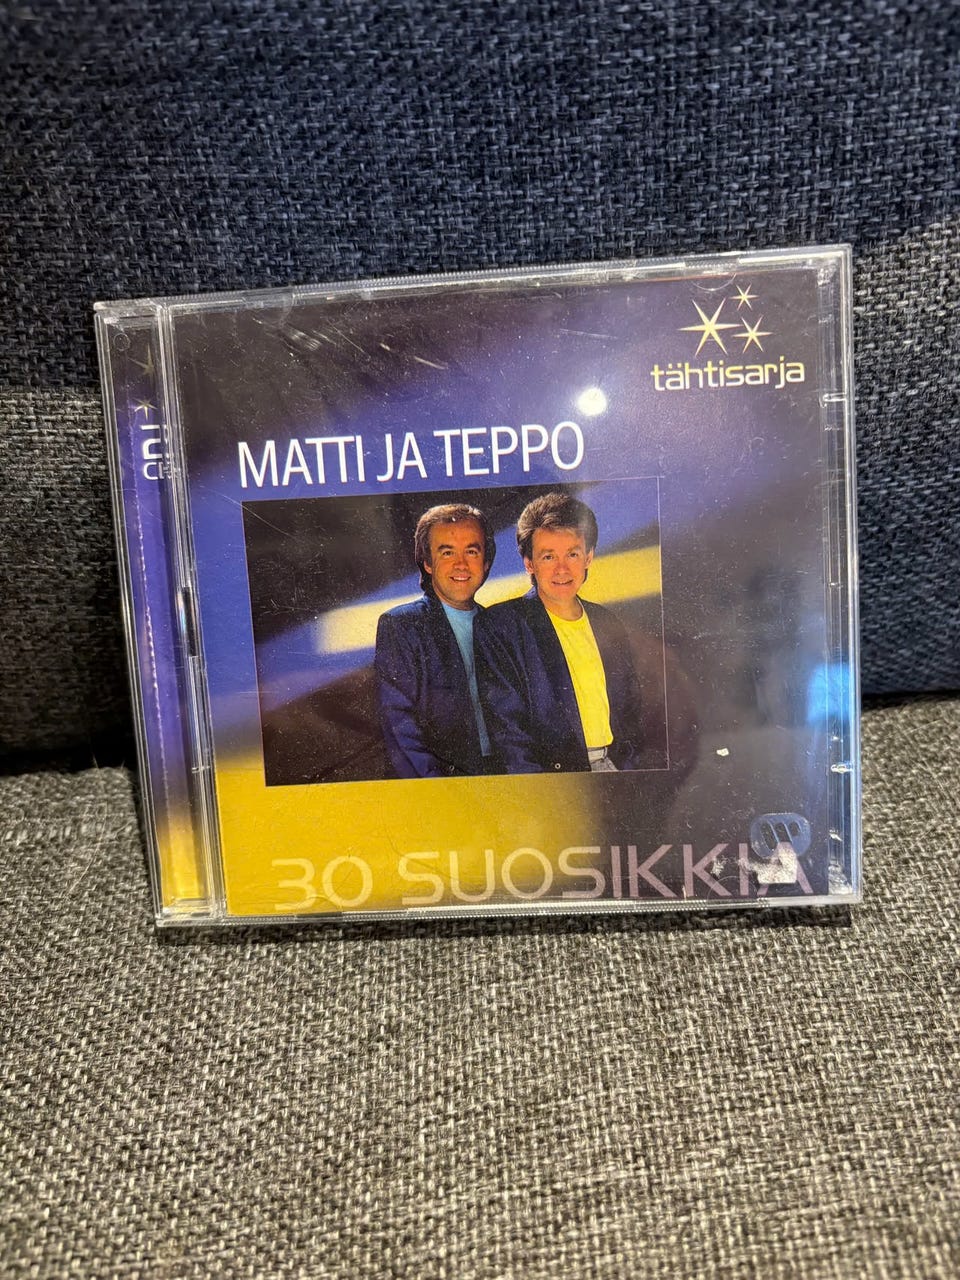 tähtisarja
MATTI JA TEPPO
30 SUOSIKKIA